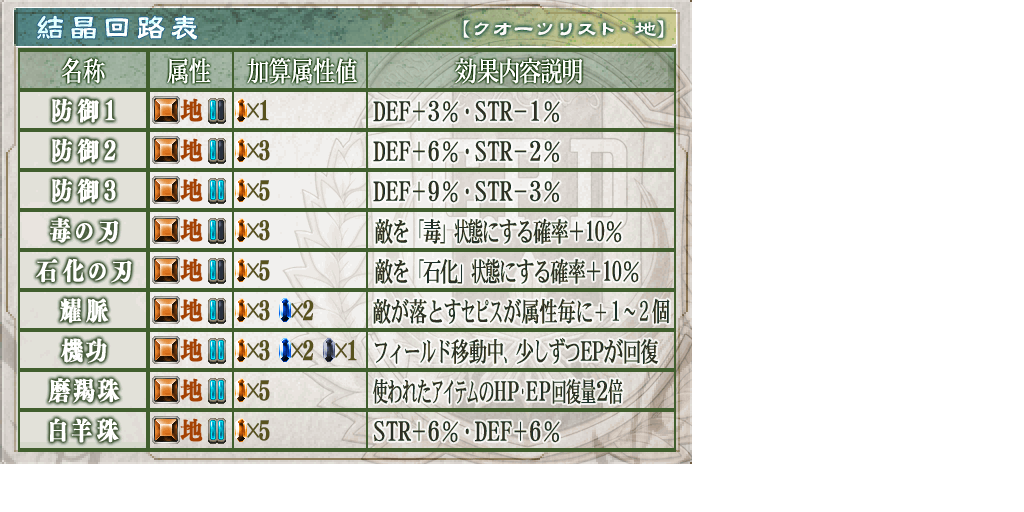 結晶回路表
【クオーツリスト・地】
名称 属性 加算属性値 効果内容説明
防御1 地 ×1 DEF+3%・STR-1%
防御2 地 ×3 DEF+6%・STR-2%
防御3 地 ×5 DEF+9%・STR-3%
毒の刃 地 ×3 敵を「毒」状態にする確率+10%
石化の刃 地 ×5 敵を「石化」状態にする確率+10%
耀脈 地 ×3 ×2 敵が落とすセピスが属性毎に+1~2個
機功 地 ×3 ×2 ×1 フィールド移動中, 少しずつEPが回復
磨羯珠 地 ×5 使われたアイテムのHP・EP回復量2倍
白羊珠 地 ×5 STR+6%・DEF+6%